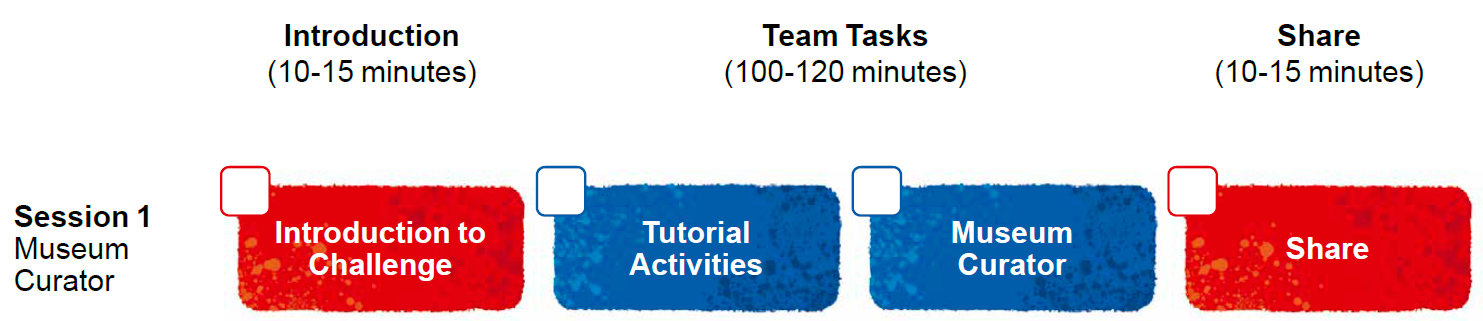 Introduction
(10-15 minutes)
Team Tasks
(100-120 minutes)
Share
(10-15 minutes)
Session 1
Museum
Curator
Introduction to
Challenge
Tutorial
Activities
Museum
Curator
Share